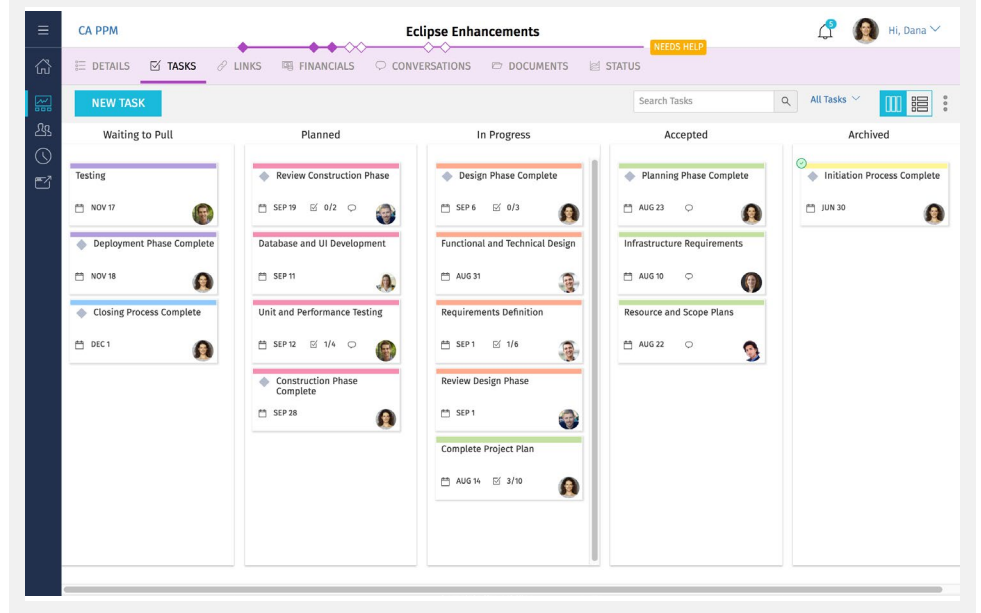 CA PPM
Eclipse Enhancements
5
Hi, Dana
NEEDS HELP
DETAILS
TASKS
LINKS
FINANCIALS
CONVERSATIONS
DOCUMENTS
STATUS
NEW TASK
Search Tasks
All Tasks
Waiting to Pull
Testing
NOV 17
Deployment Phase Complete
NOV 18
Closing Process Complete
DEC 1
Planned
Review Construction Phase
SEP 19 0/2
Database and UI Development
SEP 11
Unit and Performance Testing
SEP 12 1/4
Construction Phase
Complete
SEP 28
In Progress
Design Phase Complete
SEP 6 0/3
Functional and Technical Design
AUG 31
Requirements Definition
SEP 1 1/6
Review Design Phase
SEP 1
Complete Project Plan
AUG 14 3/10
Accepted
Planning Phase Complete
AUG 23
Infrastructure Requirements
AUG 10
Resource and Scope Plans
AUG 22
Archived
Initiation Process Complete
JUN 30